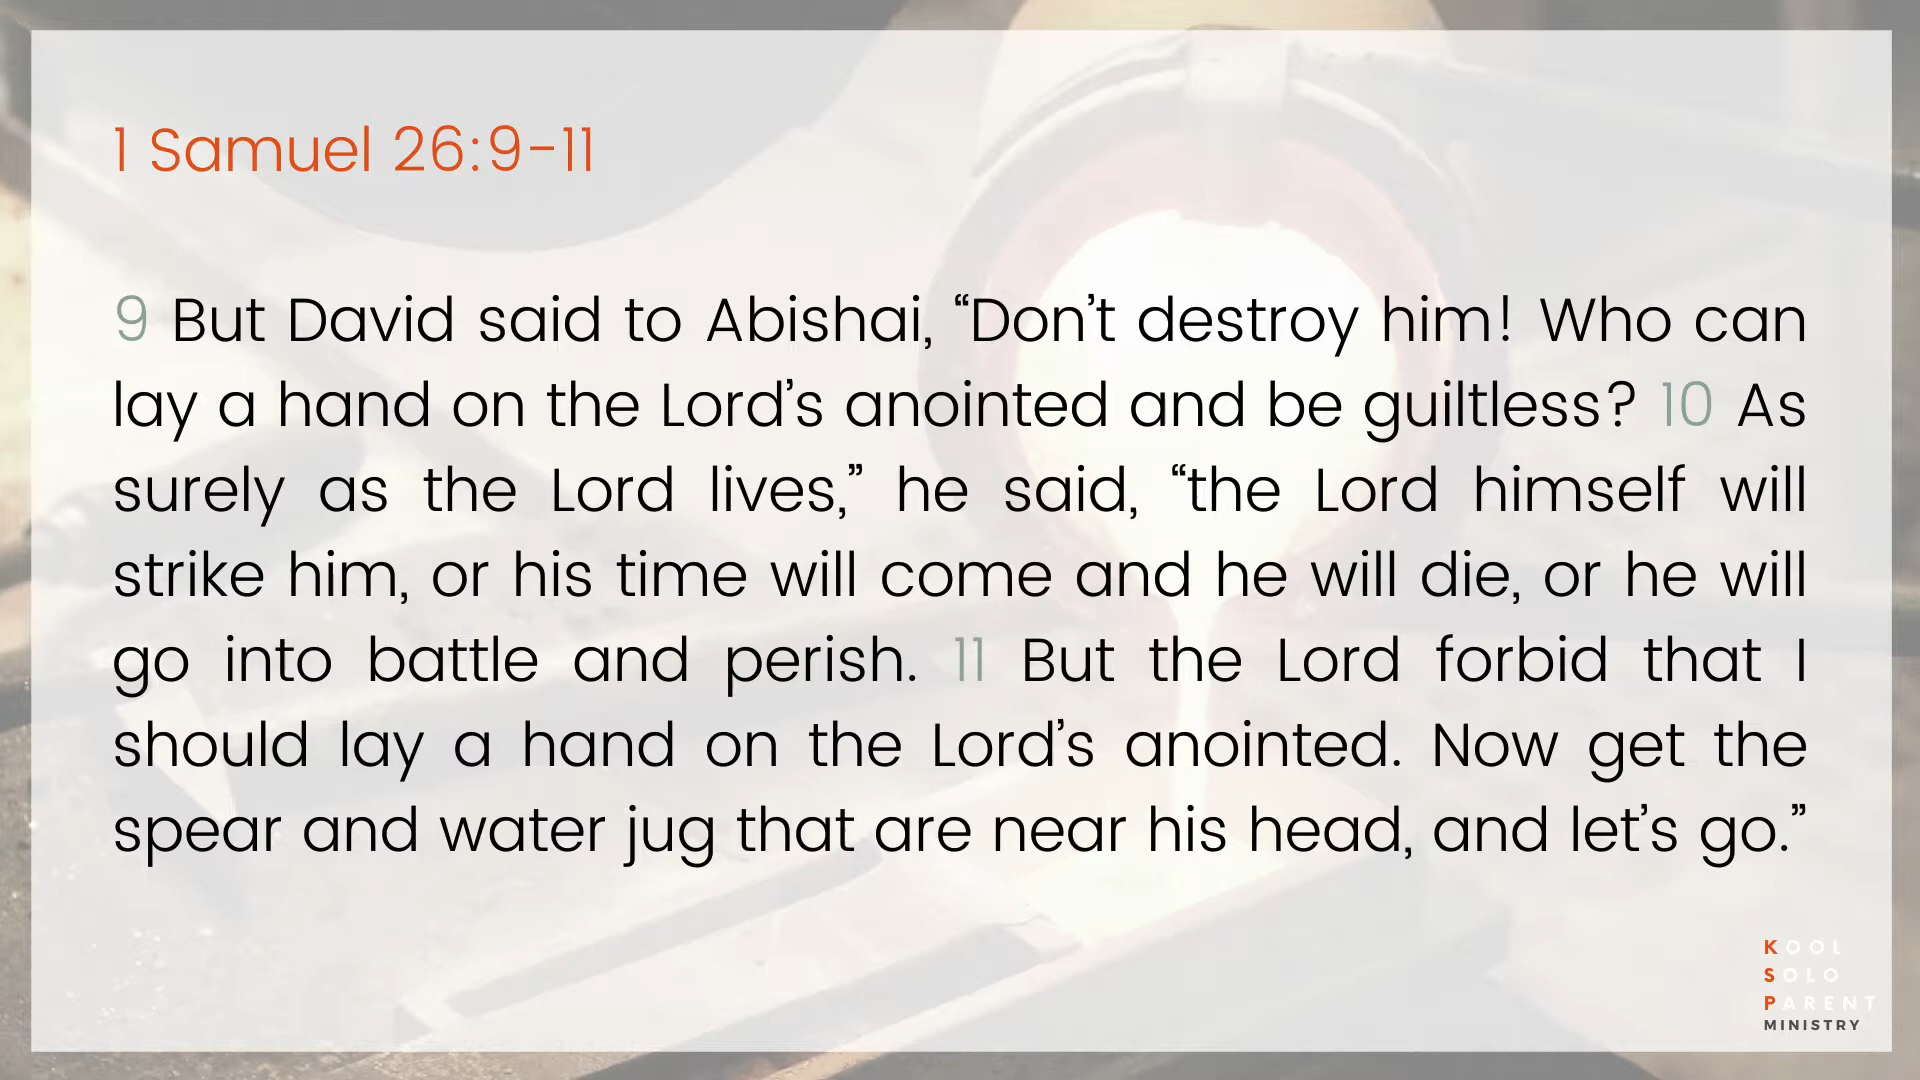 1 Samuel 26:9-11
9 But David said to Abishai, “Don’t destroy him! Who can
lay a hand on the Lord’s anointed and be guiltless? 10 As
surely as the Lord lives,” he said, “the Lord himself will
strike him, or his time will come and he will die, or he will
go into battle and perish. 11 But the Lord forbid that I
should lay a hand on the Lord’s anointed. Now get the
spear and water jug that are near his head, and let’s go.”
KOOL
SOLO
PARENT
MINISTRY